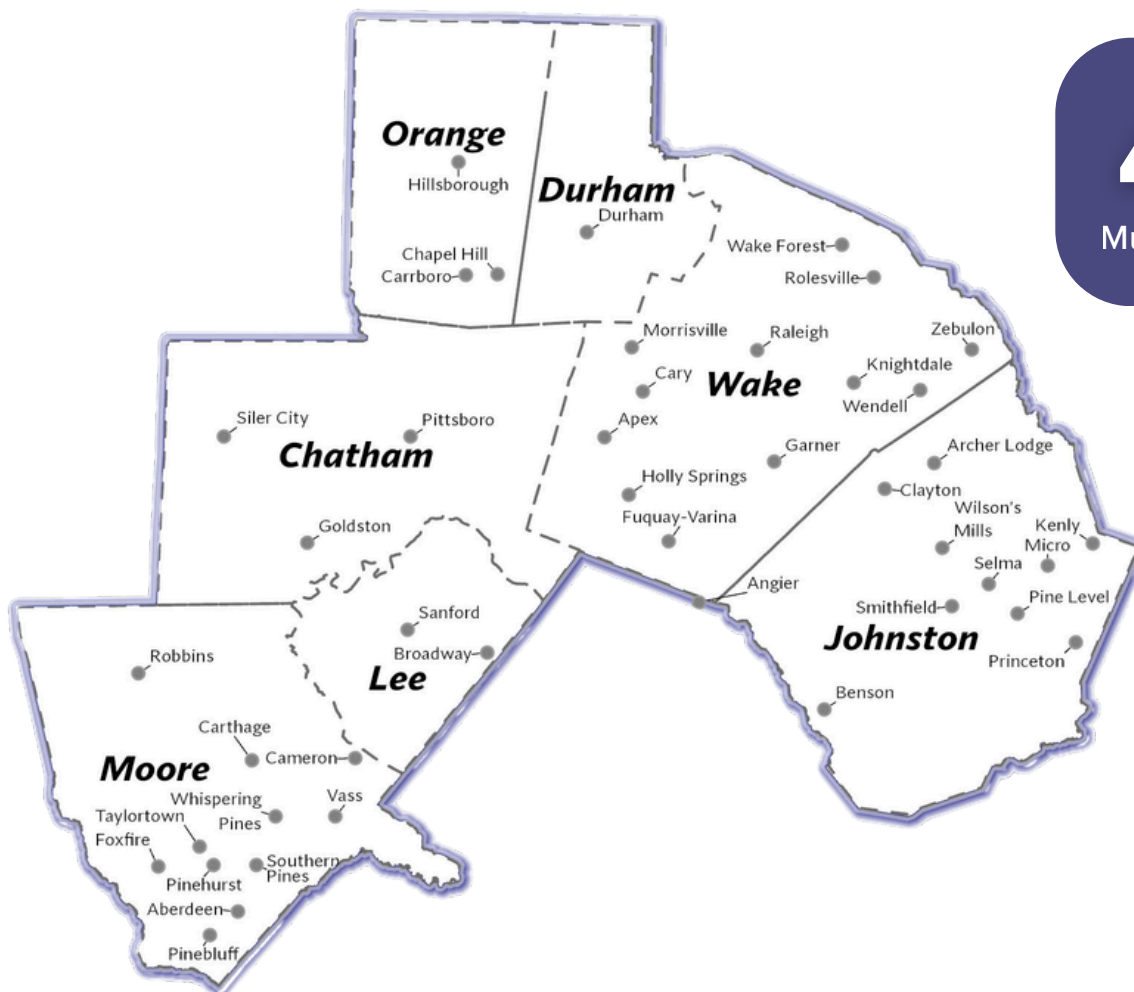 Orange
Hillsborough
Durham
Durham
Chapel Hill
Carrboro
Wake Forest
Rolesville
Morrisville
Raleigh
Zebulon
Cary
Wake
Knightdale
Wendell
Apex
Siler City
Pittsboro
Chatham
Garner
Archer Lodge
Holly Springs
Clayton
Fuquay-Varina
Wilson's
Mills
Kenly
Micro
Goldston
Selma
Angier
Smithfield
Pine Level
Johnston
Princeton
Sanford
Broadway
Lee
Robbins
Benson
Carthage
Cameron
Moore
Whispering
Pines
Vass
Taylortown
Foxfire
Pinehurst
Southern
Pines
Aberdeen
Pinebluff